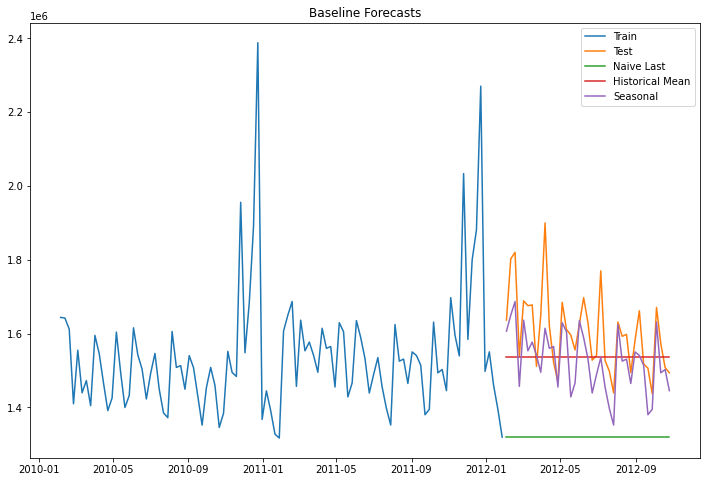 Baseline Forecasts
1e6
Train
Test
Naive Last
Historical Mean
Seasonal
2.4
2.2
2.0
1.8
1.6
1.4
2010-01 2010-05 2010-09 2011-01 2011-05 2011-09 2012-01 2012-05 2012-09